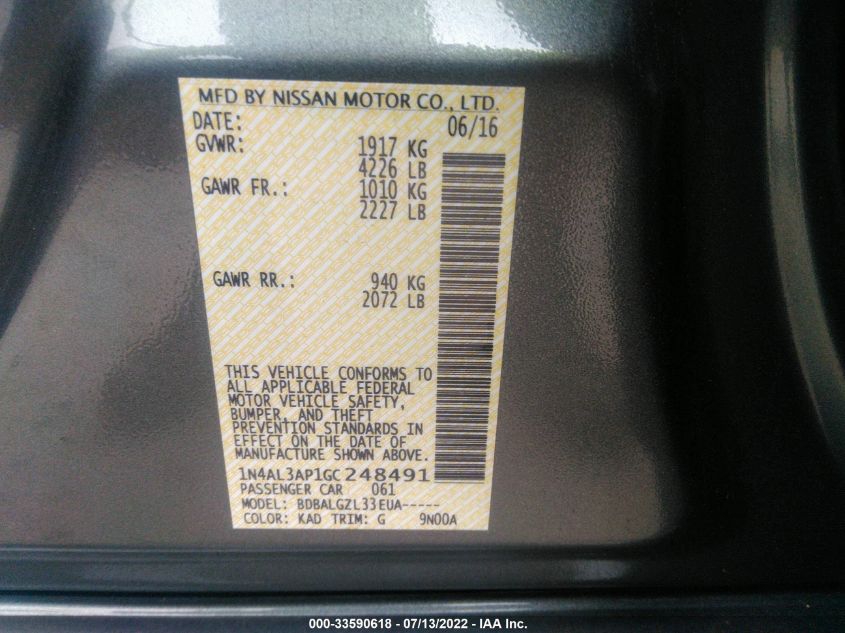 MFD BY NISSAN MOTOR CO., LTD.
DATE: 06/16
GVWR: 1917 KG
4226 LB
GAWR FR.: 1010 KG
2227 LB
GAWR RR.: 940 KG
2072 LB
THIS VEHICLE CONFORMS TO
ALL APPLICABLE FEDERAL
MOTOR VEHICLE SAFETY,
BUMPER, AND THEFT
PREVENTION STANDARDS IN
EFFECT ON THE DATE OF
MANUFACTURE SHOWN ABOVE.
1N4AL3AP1GC248491
PASSENGER CAR 061
MODEL: BDBALGZL33EUA-----
COLOR: KAD TRIM: G 9N00A
000-33590618 - 07/13/2022 - IAA Inc.